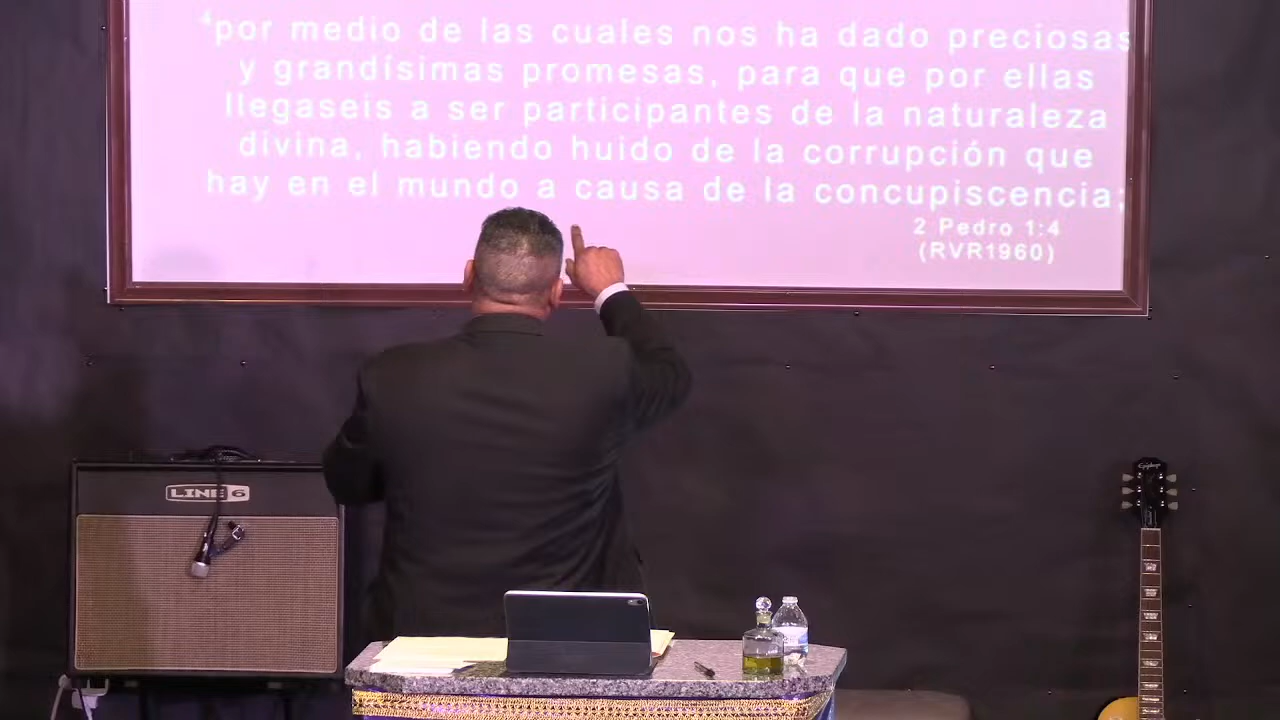 ⁴por medio de las cuales nos ha dado preciosas
y grandísimas promesas, para que por ellas
llegaseis a ser participantes de la naturaleza
divina, habiendo huido de la corrupción que
hay en el mundo a causa de la concupiscencia;
2 Pedro 1:4
(RVR1960)
LINE 6
Epiphone